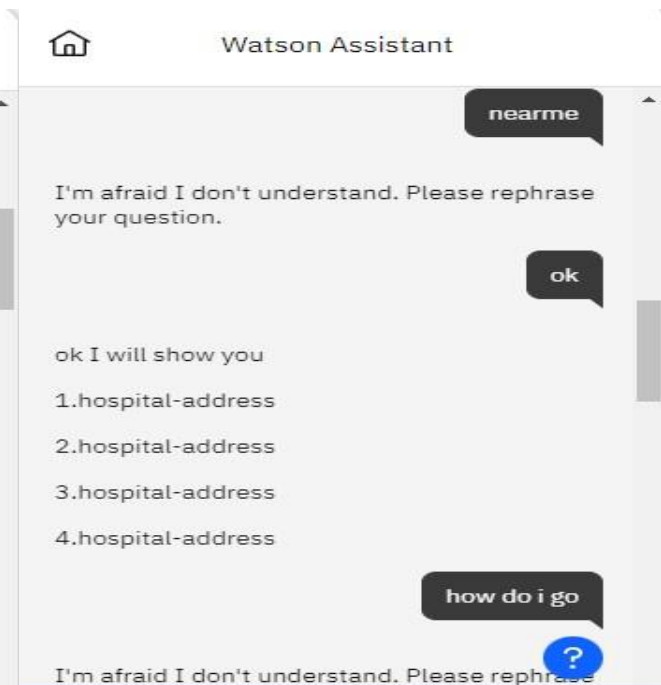 Watson Assistant
nearme
I'm afraid I don't understand. Please rephrase
your question.
ok
ok I will show you
1.hospital-address
2.hospital-address
3.hospital-address
4.hospital-address
how do i go
?
I'm afraid I don't understand. Please